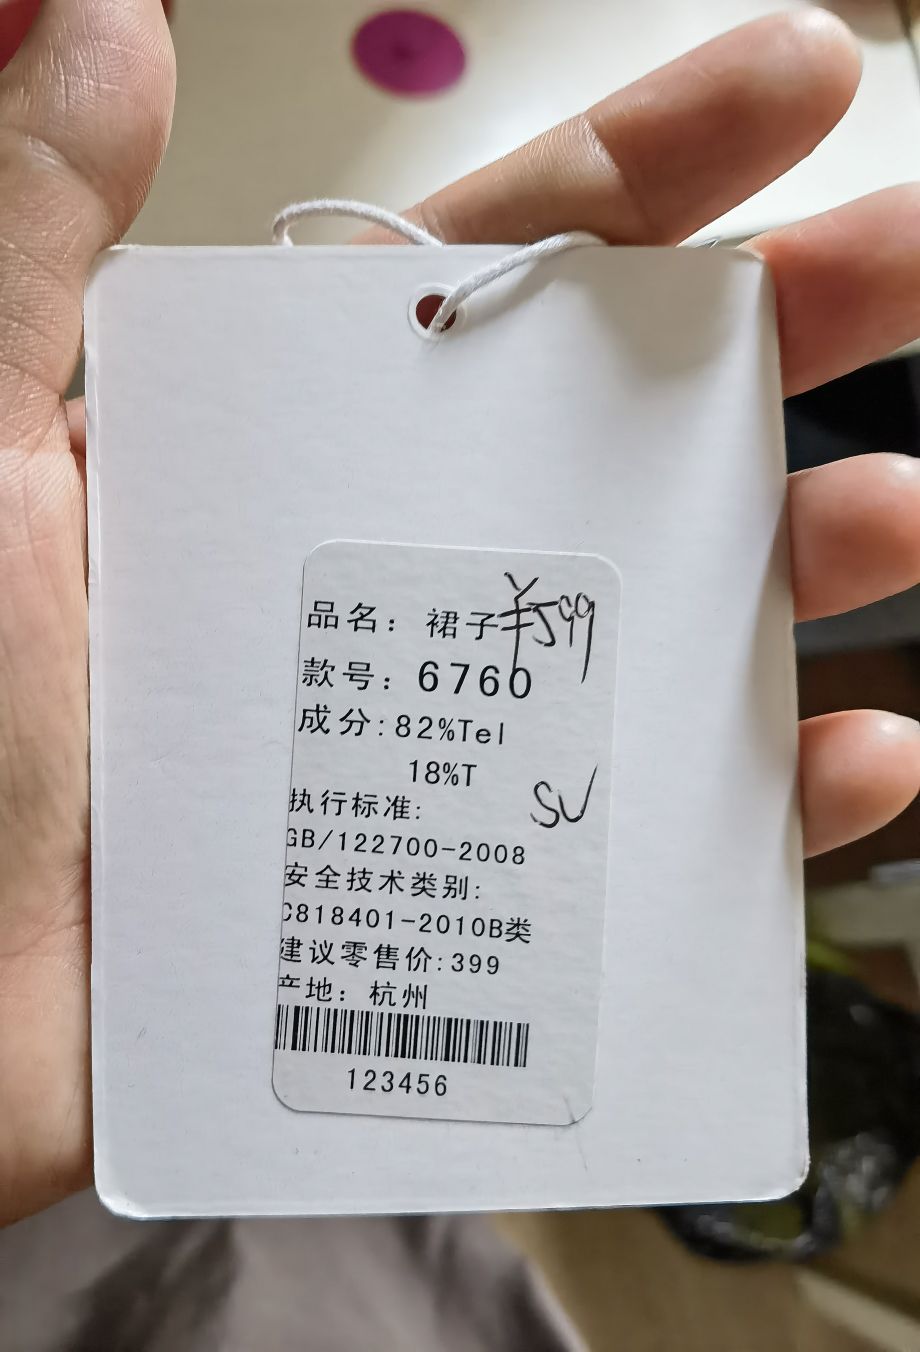 品名：裙子 ¥599
款号：6760
成分:82%Tel
18%T
SU
执行标准:
GB/122700-2008
安全技术类别:
C818401-2010B类
建议零售价:399
产地：杭州
123456